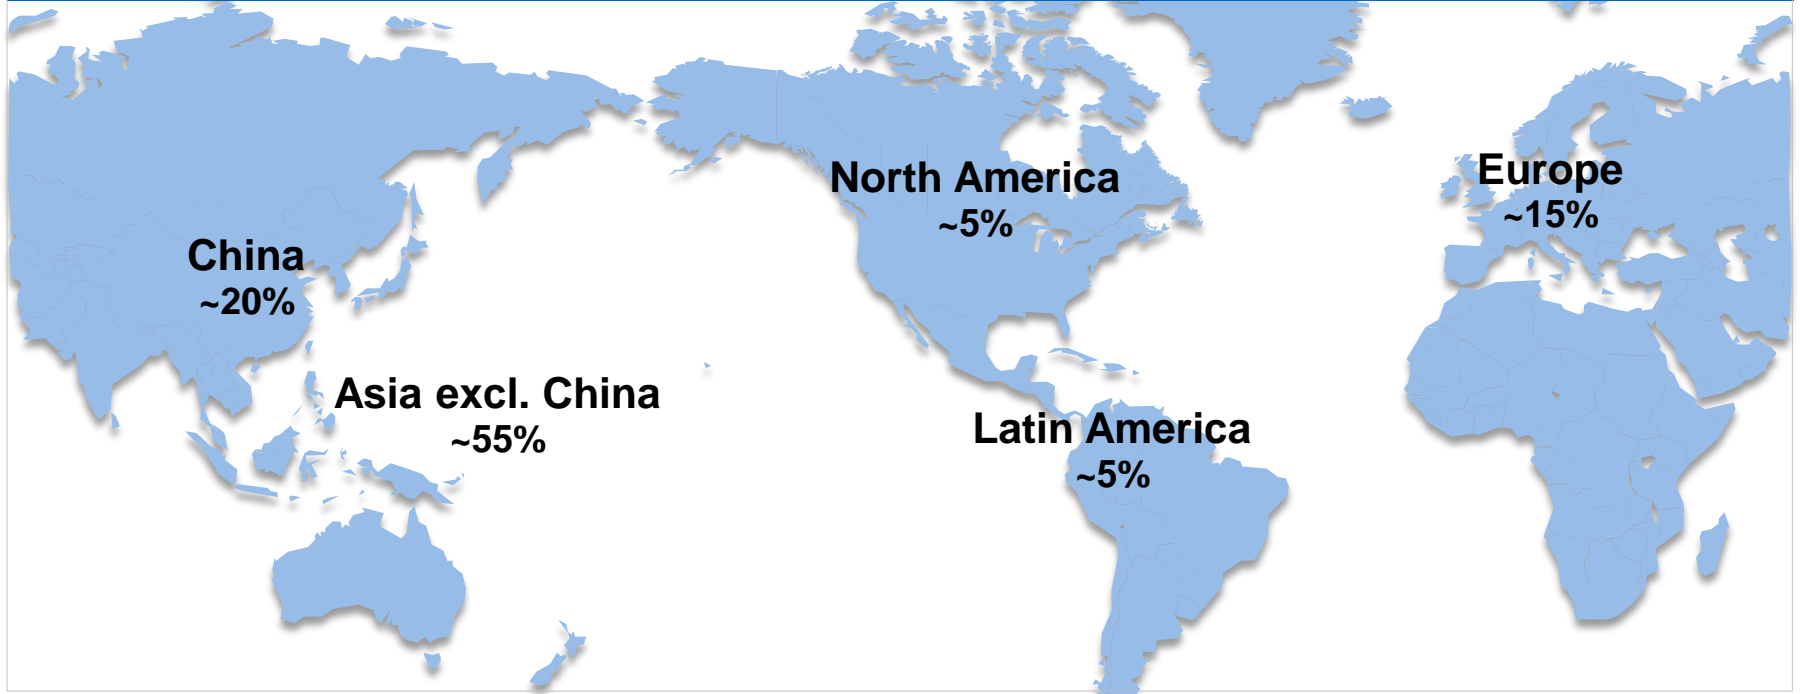 North America
~5%
Europe
~15%
China
~20%
Asia excl. China
~55%
Latin America
~5%